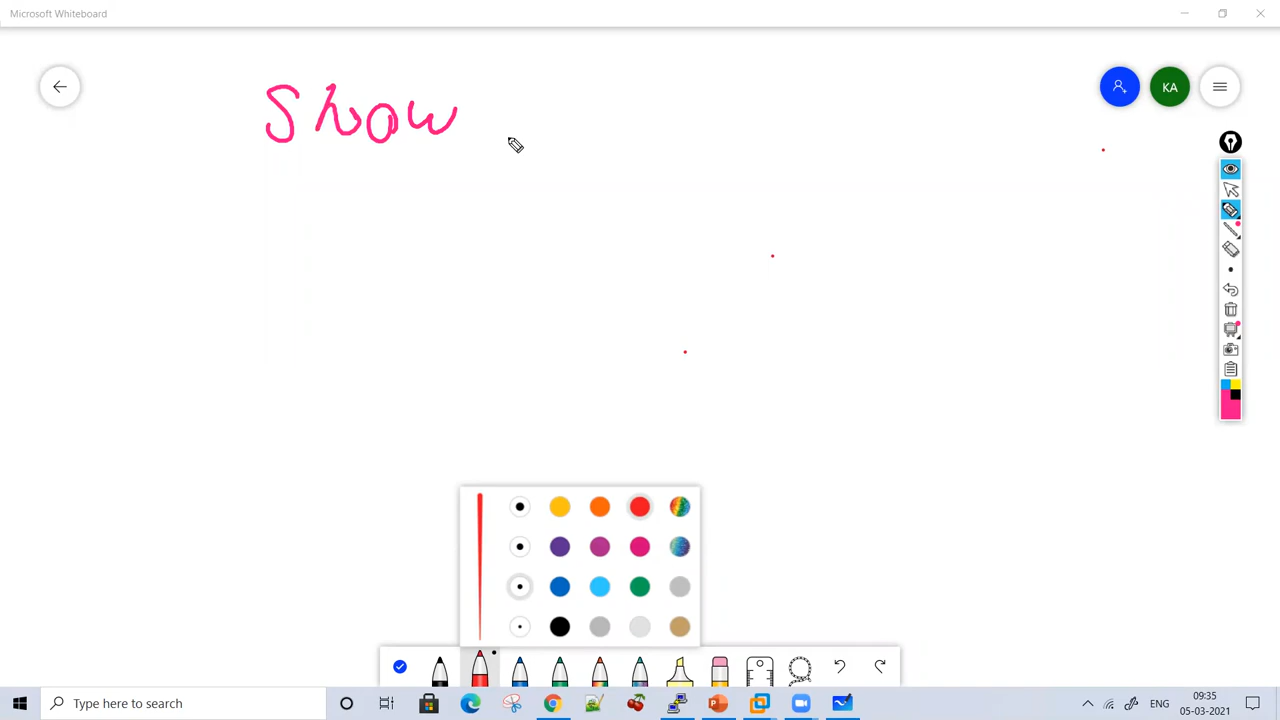 Microsoft Whiteboard
Show
KA
Type here to search
ENG
09:35
05-03-2021